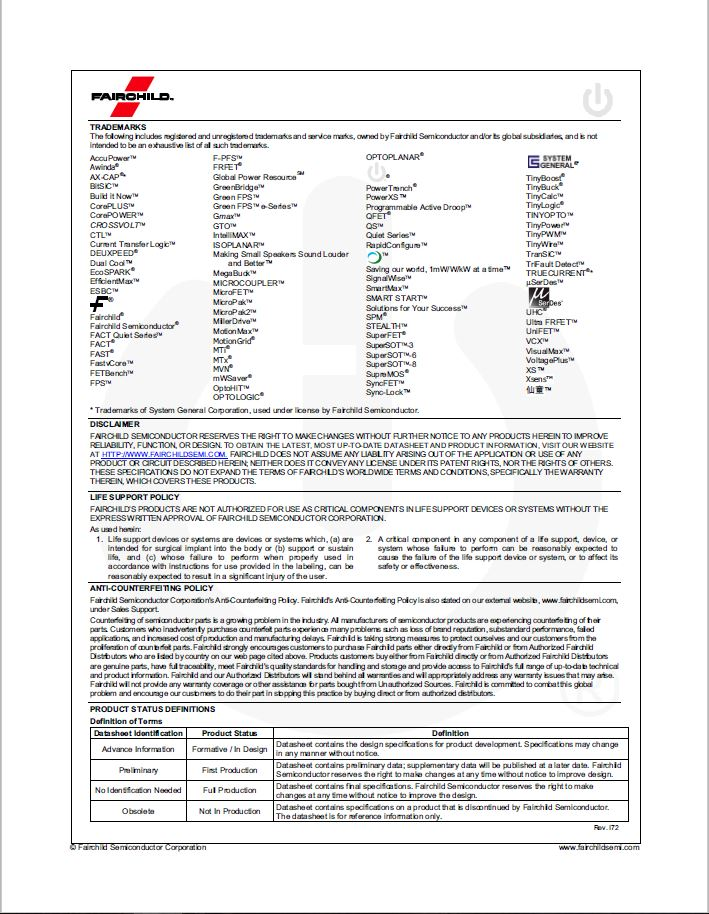 FAIRCHILD™
TRADEMARKS
The following includes registered and unregistered trademarks and service marks, owned by Fairchild Semiconductor and/or its global subsidiaries, and is not
intended to be an exhaustive list of all such trademarks.
AccuPower™
Awinda®
AX-CAP®*
BitSiC™
Build it Now™
CorePLUS™
CorePOWER™
CROSSVOLT™
CTL™
Current Transfer Logic™
DEUXPEED®
Dual Cool™
EcoSPARK®
EfficientMax™
ESBC™
F®
Fairchild®
Fairchild Semiconductor®
FACT Quiet Series™
FACT®
FAST®
FastvCore™
FETBench™
FPS™
F-PFS™
FRFET®
Global Power Resource℠
GreenBridge™
Green FPS™
Green FPS™ e-Series™
Gmax™
GTO™
IntelliMAX™
ISOPLANAR™
Making Small Speakers Sound Louder
and Better™
MegaBuck™
MICROCOUPLER™
MicroFET™
MicroPak™
MicroPak2™
MillerDrive™
MotionMax™
MotionGrid®
MTi®
MTx®
MVN®
mWSaver®
OptoHiT™
OPTOLOGIC®
OPTOPLANAR®
®
PowerTrench®
PowerXS™
Programmable Active Droop™
QFET®
QS™
Quiet Series™
RapidConfigure™
™
Saving our world, 1mW/W/kW at a time™
SignalWise™
SmartMax™
SMART START™
Solutions for Your Success™
SPM®
STEALTH™
SuperFET®
SuperSOT™-3
SuperSOT™-6
SuperSOT™-8
SupreMOS®
SyncFET™
Sync-Lock™
SYSTEM
GENERAL®*
TinyBoost®
TinyBuck®
TinyCalc™
TinyLogic®
TINYOPTO™
TinyPower™
TinyPWM™
TinyWire™
TranSiC™
TriFault Detect™
TRUECURRENT®*
µSerDes™
µ
SerDes™
UHC®
Ultra FRFET™
UniFET™
VCX™
VisualMax™
VoltagePlus™
XS™
Xsens™
仙童™
* Trademarks of System General Corporation, used under license by Fairchild Semiconductor.
DISCLAIMER
FAIRCHILD SEMICONDUCTOR RESERVES THE RIGHT TO MAKE CHANGES WITHOUT FURTHER NOTICE TO ANY PRODUCTS HEREIN TO IMPROVE
RELIABILITY, FUNCTION, OR DESIGN. TO OBTAIN THE LATEST, MOST UP-TO-DATE DATASHEET AND PRODUCT INFORMATION, VISIT OUR WEBSITE
AT HTTP://WWW.FAIRCHILDSEMI.COM. FAIRCHILD DOES NOT ASSUME ANY LIABILITY ARISING OUT OF THE APPLICATION OR USE OF ANY
PRODUCT OR CIRCUIT DESCRIBED HEREIN; NEITHER DOES IT CONVEY ANY LICENSE UNDER ITS PATENT RIGHTS, NOR THE RIGHTS OF OTHERS.
THESE SPECIFICATIONS DO NOT EXPAND THE TERMS OF FAIRCHILD'S WORLDWIDE TERMS AND CONDITIONS, SPECIFICALLY THE WARRANTY
THEREIN, WHICH COVERS THESE PRODUCTS.
LIFE SUPPORT POLICY
FAIRCHILD'S PRODUCTS ARE NOT AUTHORIZED FOR USE AS CRITICAL COMPONENTS IN LIFE SUPPORT DEVICES OR SYSTEMS WITHOUT THE
EXPRESS WRITTEN APPROVAL OF FAIRCHILD SEMICONDUCTOR CORPORATION.
As used herein:
1. Life support devices or systems are devices or systems which, (a) are
intended for surgical implant into the body or (b) support or sustain
life, and (c) whose failure to perform when properly used in
accordance with instructions for use provided in the labeling, can be
reasonably expected to result in a significant injury of the user.
2. A critical component in any component of a life support, device, or
system whose failure to perform can be reasonably expected to
cause the failure of the life support device or system, or to affect its
safety or effectiveness.
ANTI-COUNTERFEITING POLICY
Fairchild Semiconductor Corporation's Anti-Counterfeiting Policy. Fairchild's Anti-Counterfeiting Policy is also stated on our external website, www.fairchildsemi.com,
under Sales Support.
Counterfeiting of semiconductor parts is a growing problem in the industry. All manufacturers of semiconductor products are experiencing counterfeiting of their
parts. Customers who inadvertently purchase counterfeit parts experience many problems such as loss of brand reputation, substandard performance, failed
applications, and increased cost of production and manufacturing delays. Fairchild is taking strong measures to protect ourselves and our customers from the
proliferation of counterfeit parts. Fairchild strongly encourages customers to purchase Fairchild parts either directly from Fairchild or from Authorized Fairchild
Distributors who are listed by country on our web page cited above. Products customers buy either from Fairchild directly or from Authorized Fairchild Distributors
are genuine parts, have full traceability, meet Fairchild's quality standards for handling and storage and provide access to Fairchild's full range of up-to-date technical
and product information. Fairchild and our Authorized Distributors will stand behind all warranties and will appropriately address any warranty issues that may arise.
Fairchild will not provide any warranty coverage or other assistance for parts bought from Unauthorized Sources. Fairchild is committed to combat this global
problem and encourage our customers to do their part in stopping this practice by buying direct or from authorized distributors.
PRODUCT STATUS DEFINITIONS
Definition of Terms
Datasheet Identification Product Status Definition
Advance Information Formative / In Design Datasheet contains the design specifications for product development. Specifications may change
in any manner without notice.
Preliminary First Production Datasheet contains preliminary data; supplementary data will be published at a later date. Fairchild
Semiconductor reserves the right to make changes at any time without notice to improve design.
No Identification Needed Full Production Datasheet contains final specifications. Fairchild Semiconductor reserves the right to make
changes at any time without notice to improve the design.
Obsolete Not In Production Datasheet contains specifications on a product that is discontinued by Fairchild Semiconductor.
The datasheet is for reference information only.
Rev. I72
© Fairchild Semiconductor Corporation www.fairchildsemi.com